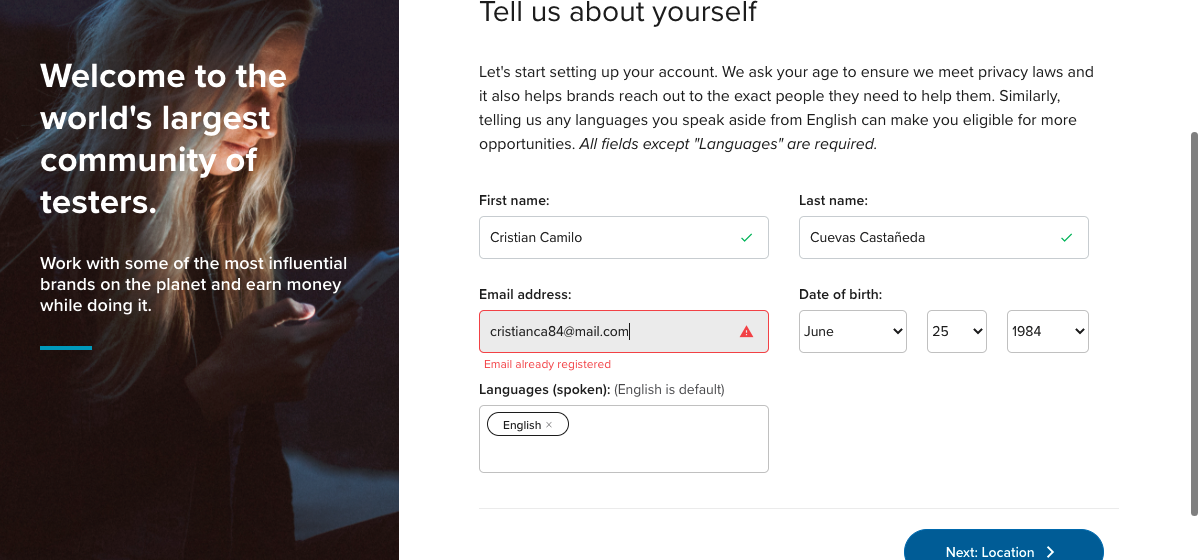 Welcome to the
world's largest
community of
testers.
Work with some of the most influential
brands on the planet and earn money
while doing it.
Tell us about yourself
Let's start setting up your account. We ask your age to ensure we meet privacy laws and
it also helps brands reach out to the exact people they need to help them. Similarly,
telling us any languages you speak aside from English can make you eligible for more
opportunities. All fields except "Languages" are required.
First name:
Last name:
Cristian Camilo
Cuevas Castañeda
Email address:
Date of birth:
cristianca84@mail.com
June
25
1984
Email already registered
Languages (spoken): (English is default)
English ×
Next: Location